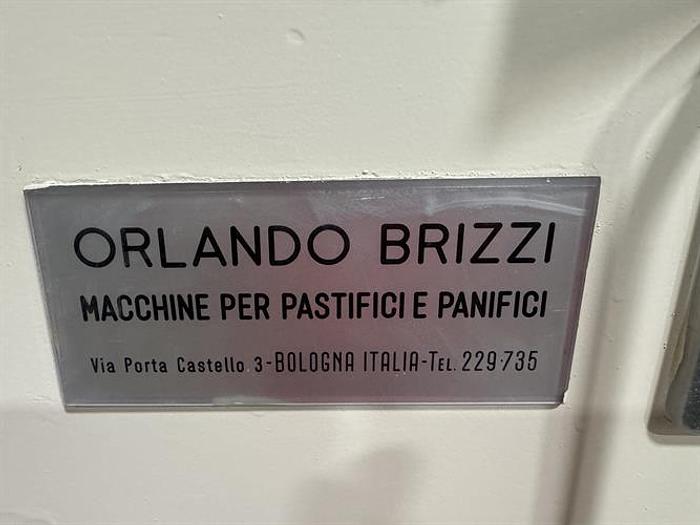 ORLANDO BRIZZI
MACCHINE PER PASTIFICI E PANIFICI
Via Porta Castello 3-BOLOGNA ITALIA-TEL. 229·735